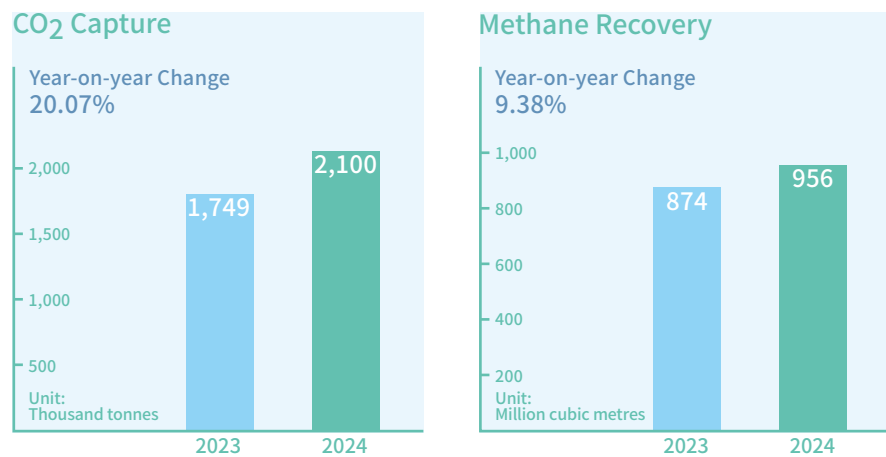 CO2 Capture
Year-on-year Change
20.07%
2,000
1,500
1,000
500
Unit:
Thousand tonnes
1,749
2,100
2023
2024
Methane Recovery
Year-on-year Change
9.38%
1,000
800
600
400
200
Unit:
Million cubic metres
874
956
2023
2024